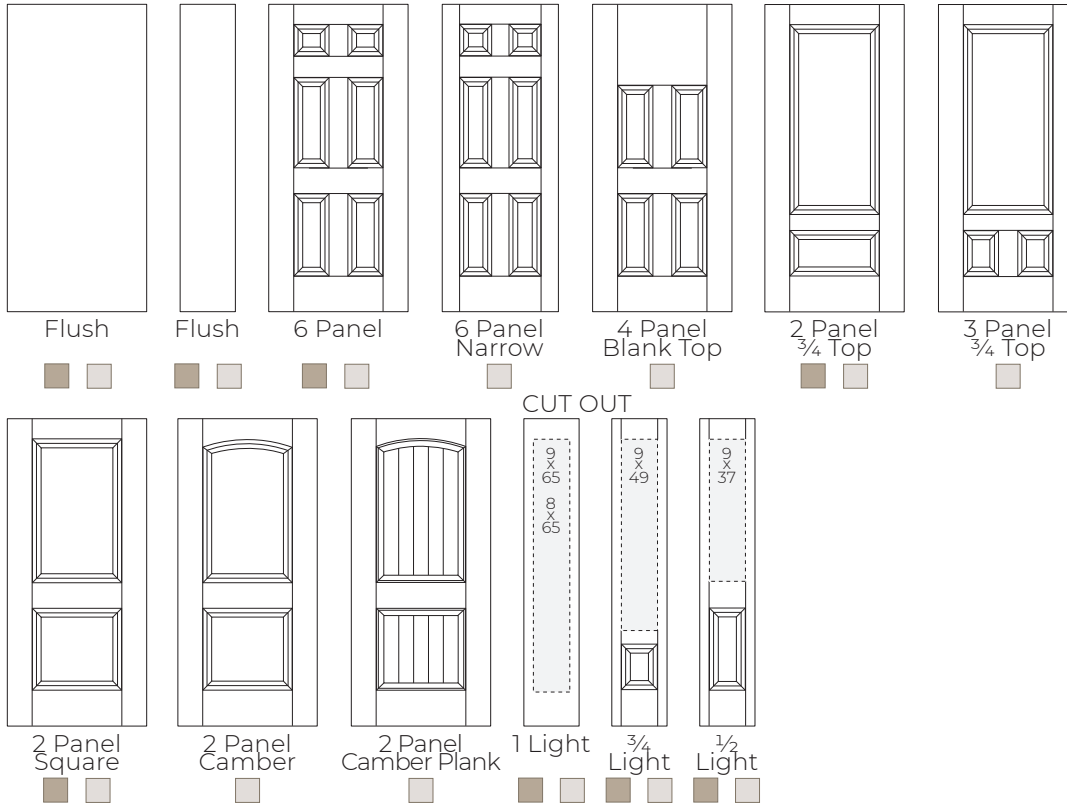 Flush
Flush
6 Panel
6 Panel
Narrow
4 Panel
Blank Top
2 Panel
¾ Top
3 Panel
¾ Top
CUT OUT
9
x
65
8
x
65
9
x
49
9
x
37
2 Panel
Square
2 Panel
Camber
2 Panel
Camber Plank
1 Light
¾
Light
½
Light